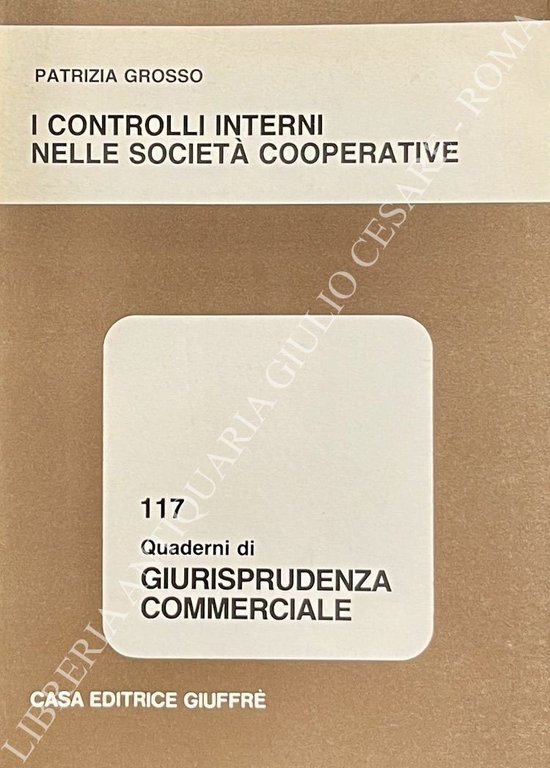 PATRIZIA GROSSO
I CONTROLLI INTERNI
NELLE SOCIETÀ COOPERATIVE
117
Quaderni di
GIURISPRUDENZA
COMMERCIALE
CASA EDITRICE GIUFFRÈ
LIBRERIA ANTIQUARIA GIULIO CESARE - ROMA